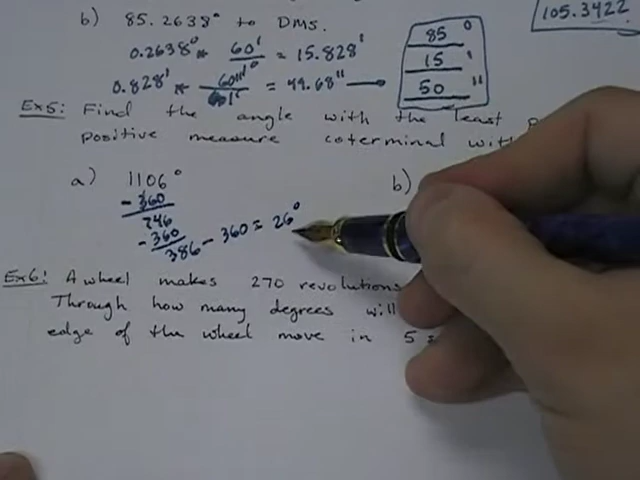 b) 85.2638° to DMS.
105.3422
0.2638° * 60' / 1° = 15.828'
85 °
15 '
50 "
0.828' * 60" / 1' = 49.68"
Ex5: Find the angle with the least
positive measure coterminal with
a) 1106°
b)
- 360
746
- 360
386 - 360 = 26°
Ex6: A wheel makes 270 revolutions
Through how many degrees will
edge of the wheel move in 5